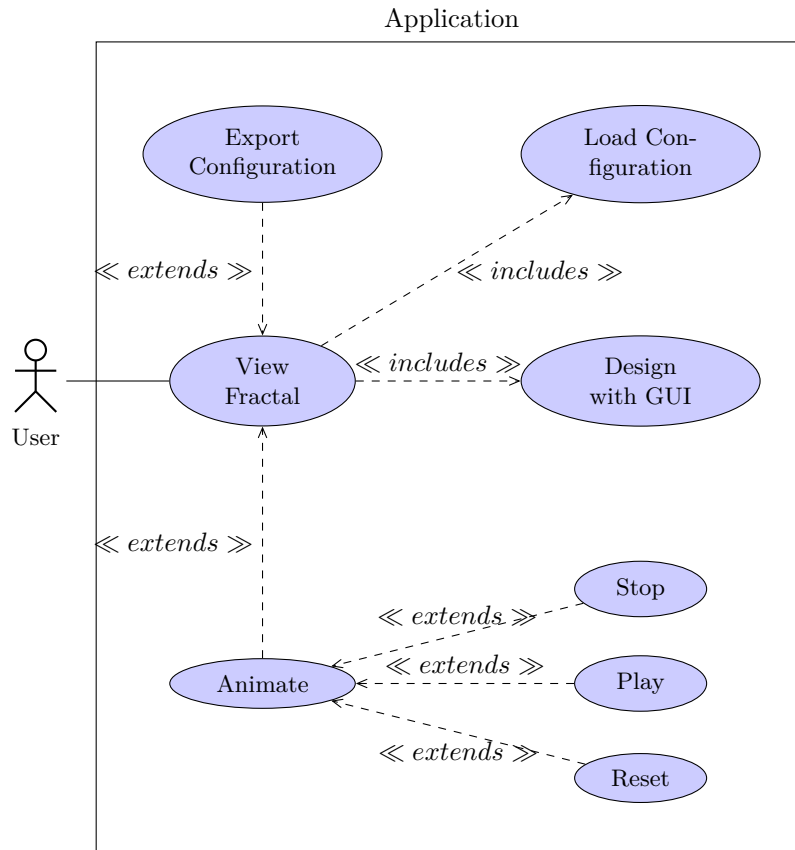 Application
Export
Configuration
Load Con-
figuration
≪ extends ≫
≪ includes ≫
View
Fractal
≪ includes ≫
Design
with GUI
User
≪ extends ≫
Stop
≪ extends ≫
≪ extends ≫
Animate
Play
≪ extends ≫
Reset